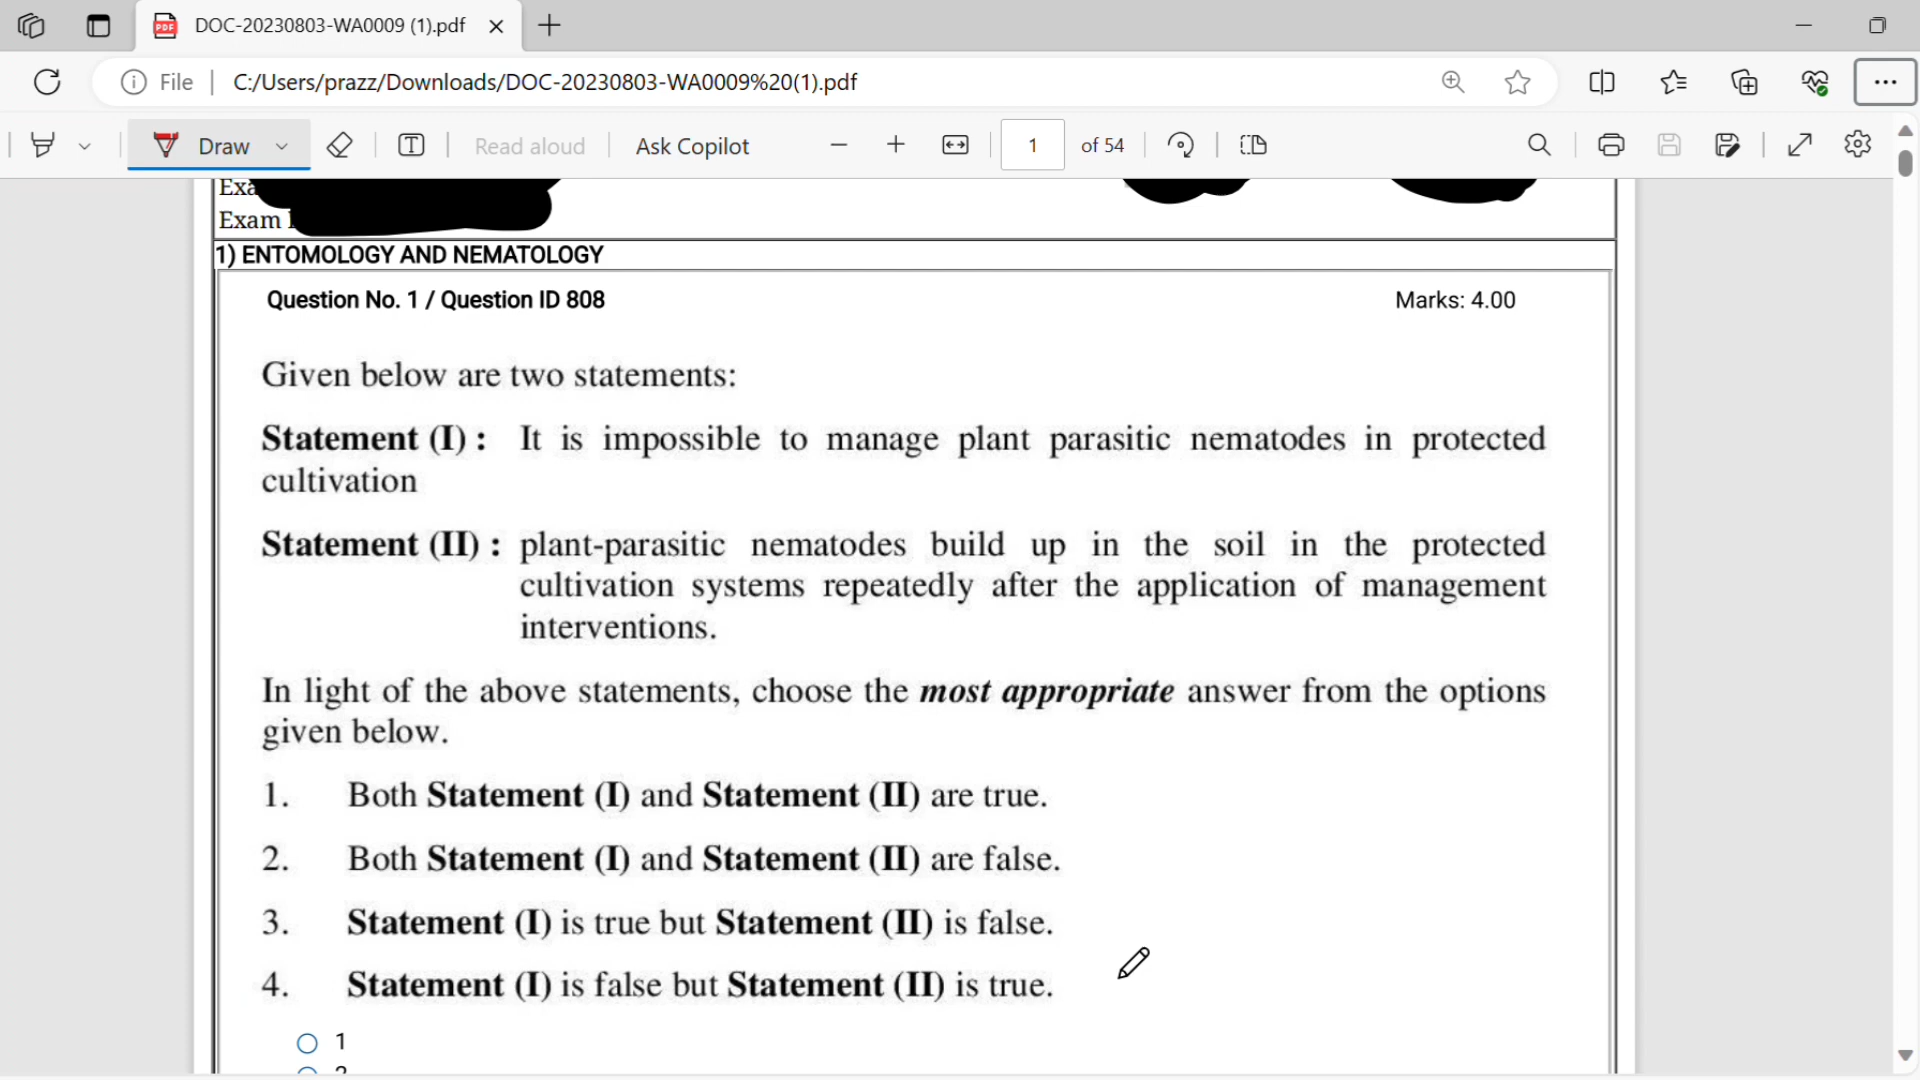 DOC-20230803-WA0009 (1).pdf
File C:/Users/prazz/Downloads/DOC-20230803-WA0009%20(1).pdf
Draw T Read aloud Ask Copilot 1 of 54
Exa
Exam
1) ENTOMOLOGY AND NEMATOLOGY
Question No. 1 / Question ID 808 Marks: 4.00
Given below are two statements:
Statement (I) : It is impossible to manage plant parasitic nematodes in protected
cultivation
Statement (II) : plant-parasitic nematodes build up in the soil in the protected
cultivation systems repeatedly after the application of management
interventions.
In light of the above statements, choose the most appropriate answer from the options
given below.
1. Both Statement (I) and Statement (II) are true.
2. Both Statement (I) and Statement (II) are false.
3. Statement (I) is true but Statement (II) is false.
4. Statement (I) is false but Statement (II) is true.
1
2